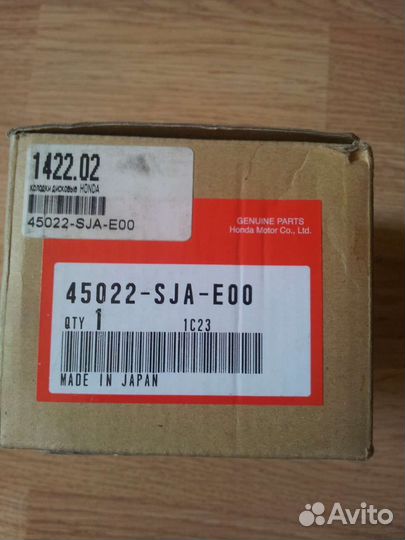 1422.02
колодки дисковые HONDA
45022-SJA-E00
GENUINE PARTS
Honda Motor Co., Ltd.
45022-SJA-E00
QTY 1 1C23
MADE IN JAPAN
Avito